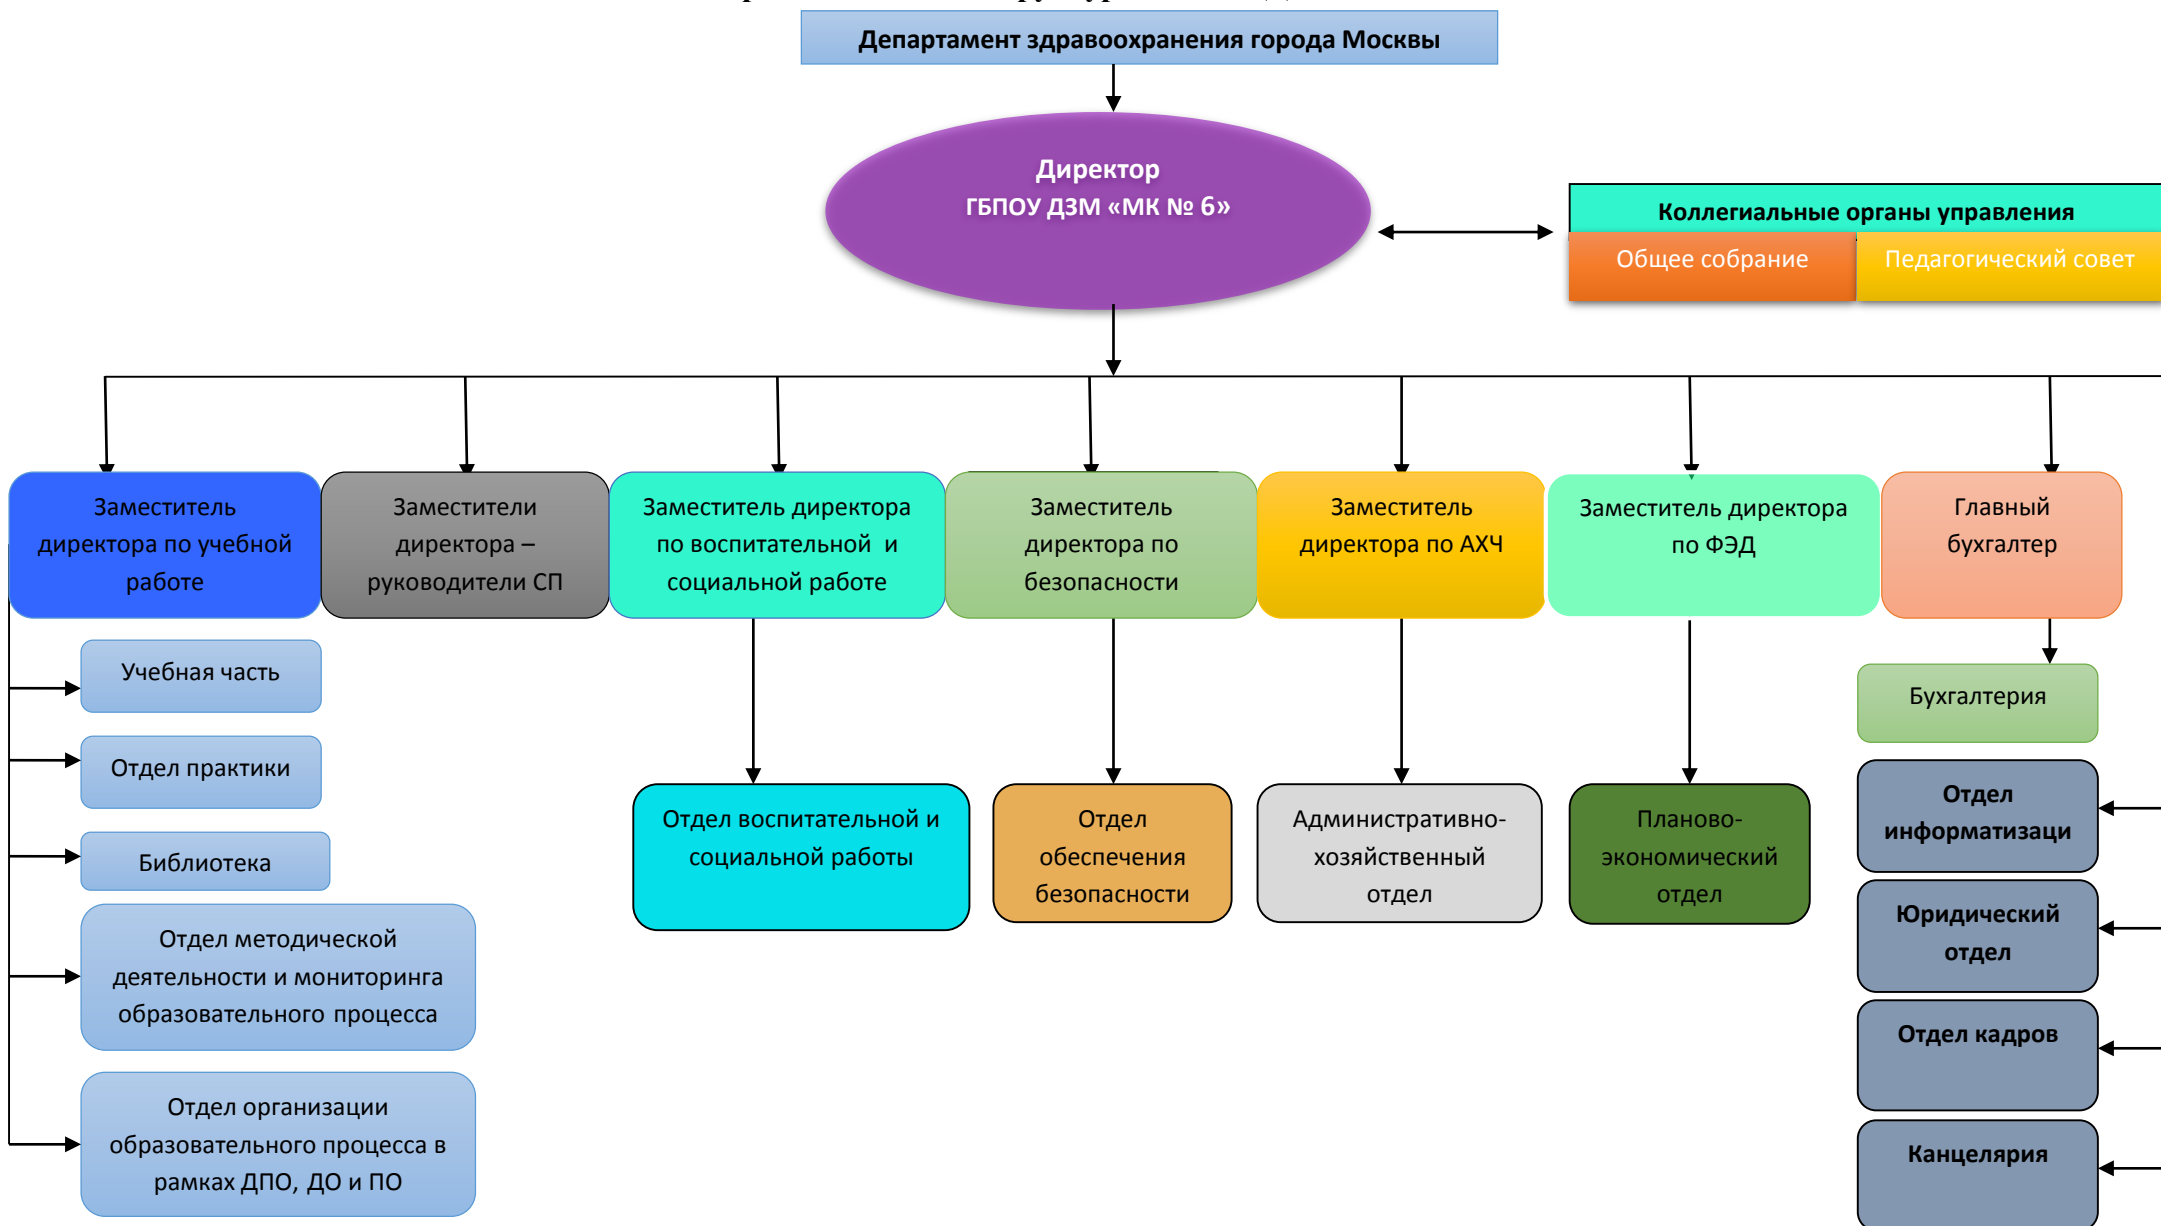 Департамент здравоохранения города Москвы
Директор
ГБПОУ ДЗМ «МК № 6»
Коллегиальные органы управления
Общее собрание
Педагогический совет
Заместитель
директора по учебной
работе
Заместители
директора –
руководители СП
Заместитель директора
по воспитательной и
социальной работе
Заместитель
директора по
безопасности
Заместитель
директора по АХЧ
Заместитель директора
по ФЭД
Главный
бухгалтер
Учебная часть
Отдел практики
Библиотека
Отдел методической
деятельности и мониторинга
образовательного процесса
Отдел организации
образовательного процесса в
рамках ДПО, ДО и ПО
Отдел воспитательной и
социальной работы
Отдел
обеспечения
безопасности
Административно-
хозяйственный
отдел
Планово-
экономический
отдел
Бухгалтерия
Отдел
информатизаци
Юридический
отдел
Отдел кадров
Канцелярия